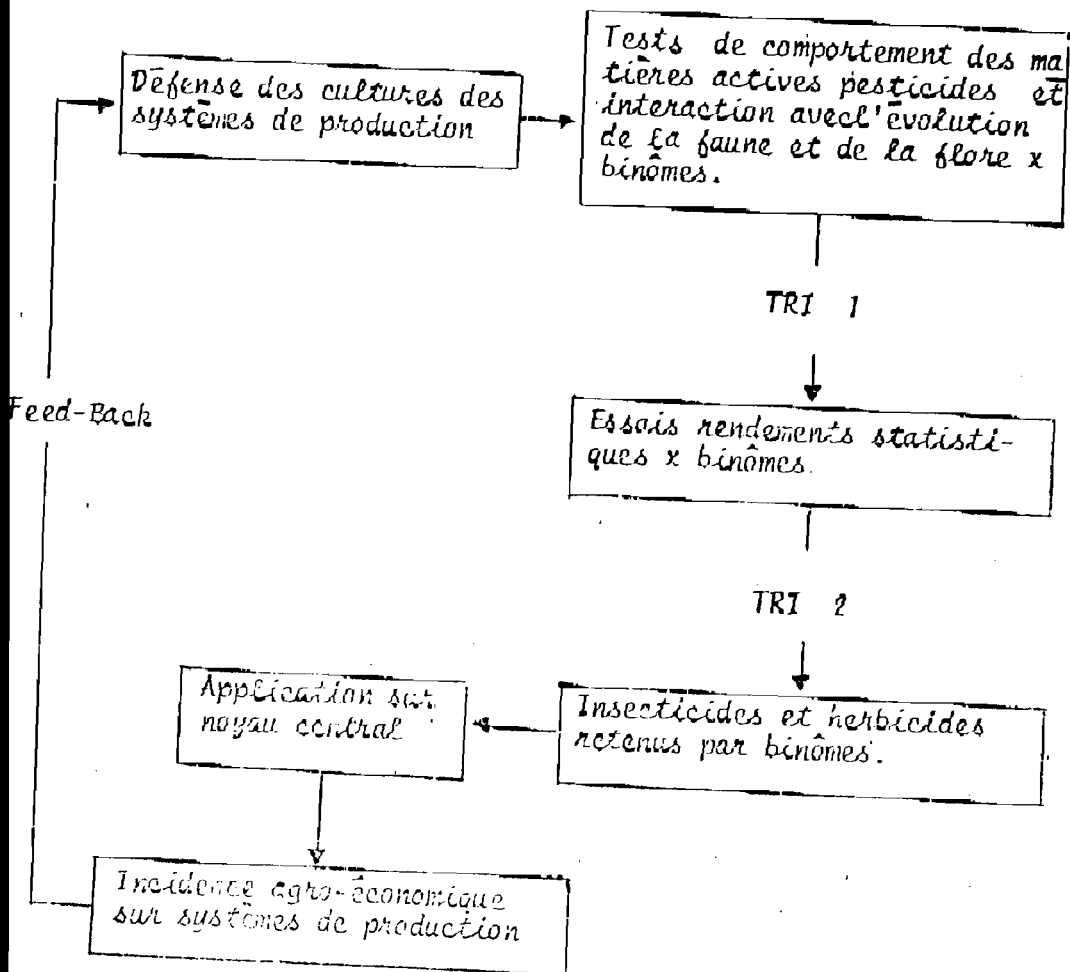 Défense des cultures des
systèmes de production
Tests de comportement des ma
tières actives pesticides et
interaction avecl'évolution
de la faune et de la flore x
binômes.
TRI 1
Feed-Back
Essais rendements statisti-
ques x binômes.
TRI 2
Application sur
noyau central
Insecticides et herbicides
retenus par binômes.
Incidence agro-économique
sur systèmes de production